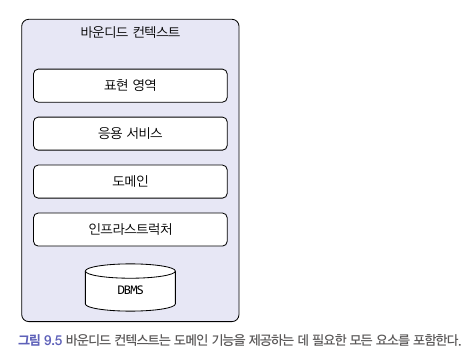 바운디드 컨텍스트
표현 영역
응용 서비스
도메인
인프라스트럭처
DBMS
그림 9.5 바운디드 컨텍스트는 도메인 기능을 제공하는 데 필요한 모든 요소를 포함한다.